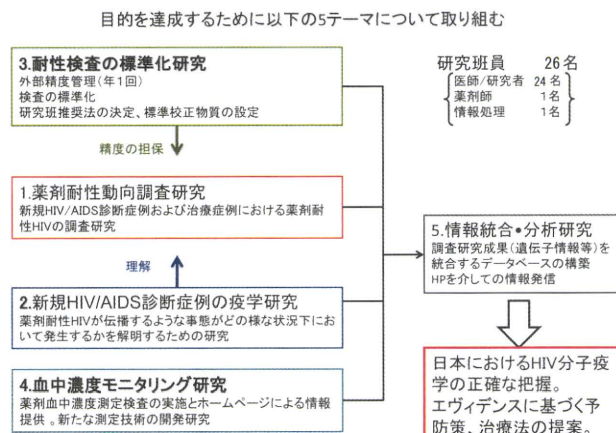 目的を達成するために以下の5テーマについて取り組む
3.耐性検査の標準化研究
外部精度管理(年1回)
検査の標準化
研究班推奨法の決定、標準校正物質の設定
研究班員 26名
医師/研究者 24名
薬剤師 1名
情報処理 1名
精度の担保
1.薬剤耐性動向調査研究
新規HIV/AIDS診断症例および治療症例における薬剤耐
性HIVの調査研究
理解
2.新規HIV/AIDS診断症例の疫学研究
薬剤耐性HIVが伝播するような事態がどの様な状況下にお
いて発生するかを解明するための研究
4.血中濃度モニタリング研究
薬剤血中濃度測定検査の実施とホームページによる情報
提供 。新たな測定技術の開発研究
5.情報統合・分析研究
調査研究成果(遺伝子情報等)を
統合するデータベースの構築
HPを介しての情報発信
日本におけるHIV分子疫
学の正確な把握。
エヴィデンスに基づく予
防策、治療法の提案。